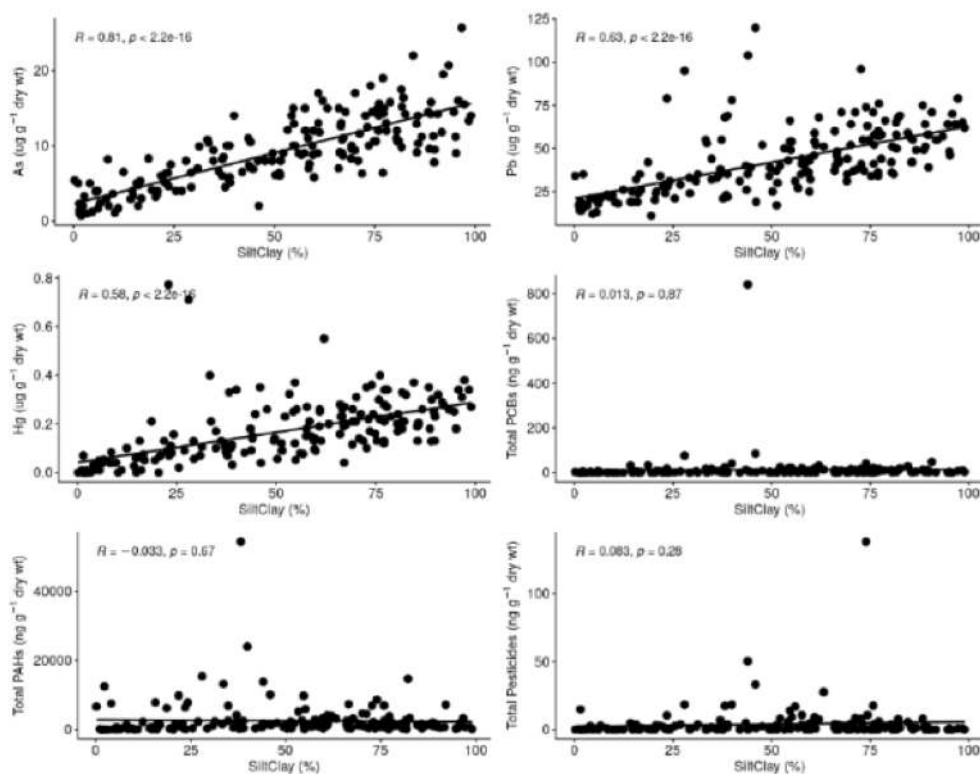 R = 0.81, p < 2.2e-16
As (ug g⁻¹ dry wt)
20
10
0
0 25 50 75 100
SiltClay (%)
R = 0.63, p < 2.2e-16
Pb (ug g⁻¹ dry wt)
125
100
75
50
25
0 25 50 75 100
SiltClay (%)
R = 0.58, p < 2.2e-16
Hg (ug g⁻¹ dry wt)
0.8
0.6
0.4
0.2
0.0
0 25 50 75 100
SiltClay (%)
R = 0.013, p = 0.87
Total PCBs (ng g⁻¹ dry wt)
800
600
400
200
0
0 25 50 75 100
SiltClay (%)
R = −0.033, p = 0.67
Total PAHs (ng g⁻¹ dry wt)
40000
20000
0
0 25 50 75 100
SiltClay (%)
R = 0.083, p = 0.28
Total Pesticides (ng g⁻¹ dry wt)
100
50
0
0 25 50 75 100
SiltClay (%)